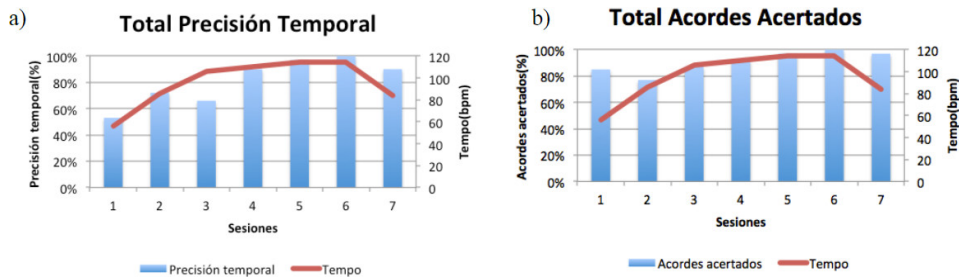 a)
Total Precisión Temporal
Precisión temporal(%)
100%
80%
60%
40%
20%
0%
120
100
80
60
40
20
0
Tempo(bpm)
1 2 3 4 5 6 7
Sesiones
Precisión temporal Tempo
b)
Total Acordes Acertados
Acordes acertados(%)
100%
80%
60%
40%
20%
0%
120
100
80
60
40
20
0
Tempo(bpm)
1 2 3 4 5 6 7
Sesiones
Acordes acertados Tempo